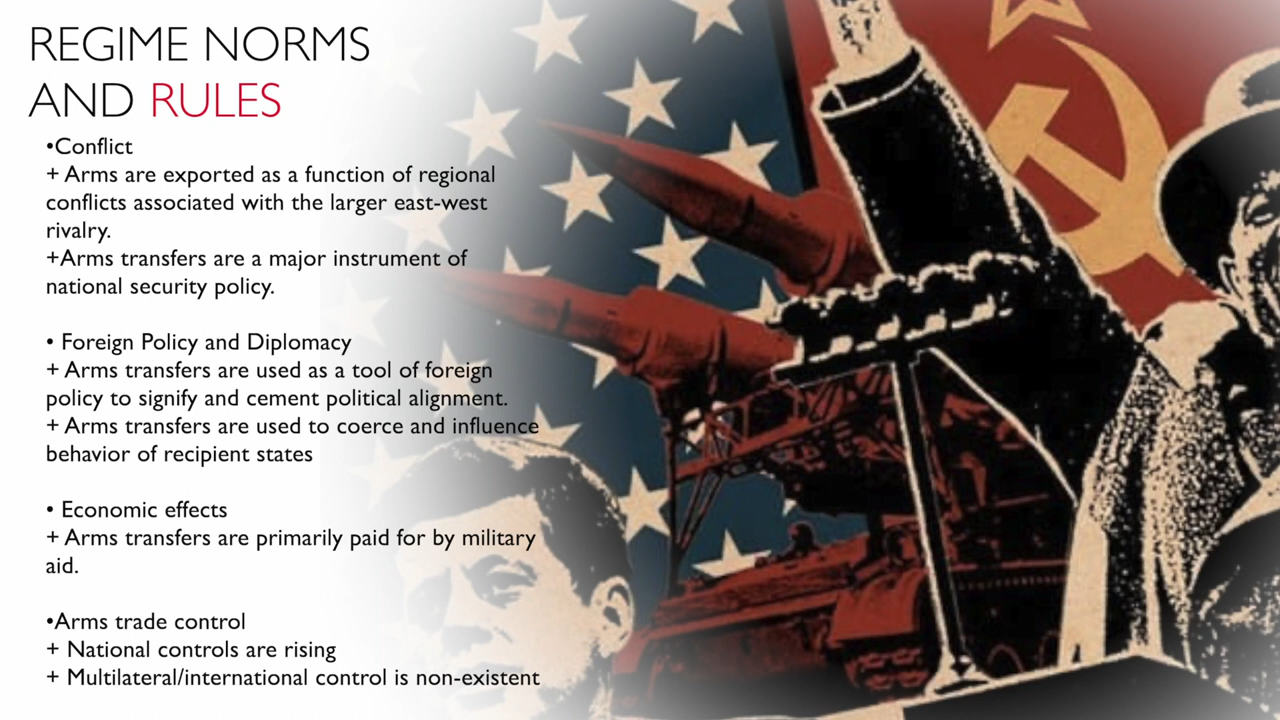 REGIME NORMS
AND RULES
•Conflict
+ Arms are exported as a function of regional
conflicts associated with the larger east-west
rivalry.
+Arms transfers are a major instrument of
national security policy.
• Foreign Policy and Diplomacy
+ Arms transfers are used as a tool of foreign
policy to signify and cement political alignment.
+ Arms transfers are used to coerce and influence
behavior of recipient states
• Economic effects
+ Arms transfers are primarily paid for by military
aid.
•Arms trade control
+ National controls are rising
+ Multilateral/international control is non-existent